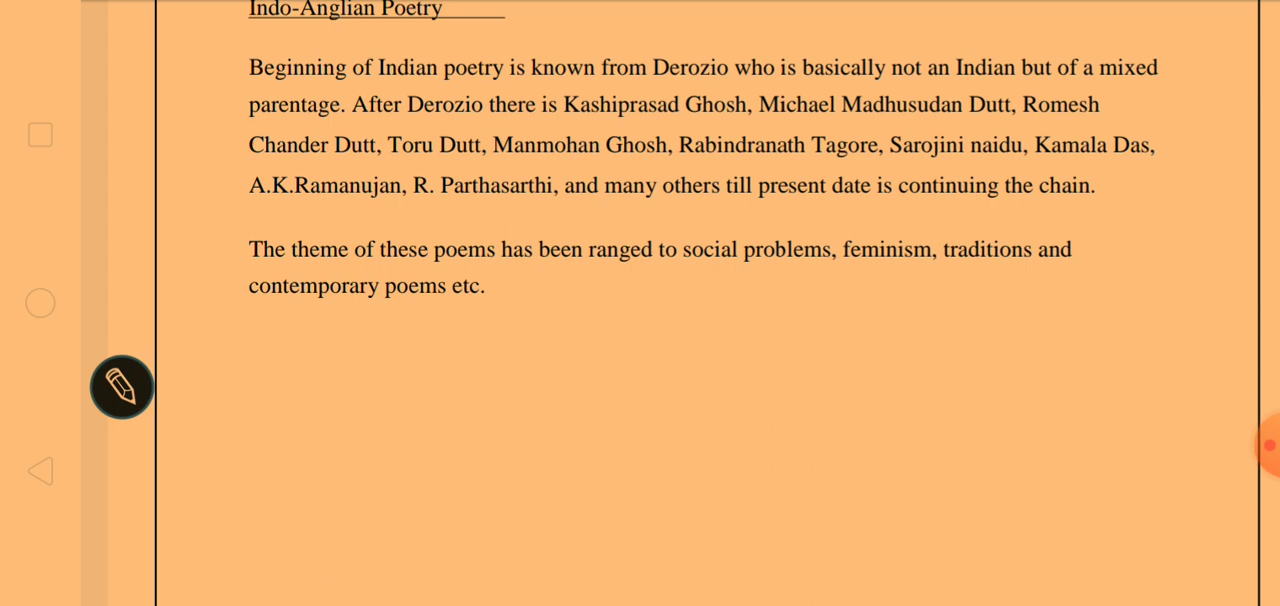 Indo-Anglian Poetry
Beginning of Indian poetry is known from Derozio who is basically not an Indian but of a mixed
parentage. After Derozio there is Kashiprasad Ghosh, Michael Madhusudan Dutt, Romesh
Chander Dutt, Toru Dutt, Manmohan Ghosh, Rabindranath Tagore, Sarojini naidu, Kamala Das,
A.K.Ramanujan, R. Parthasarthi, and many others till present date is continuing the chain.
The theme of these poems has been ranged to social problems, feminism, traditions and
contemporary poems etc.